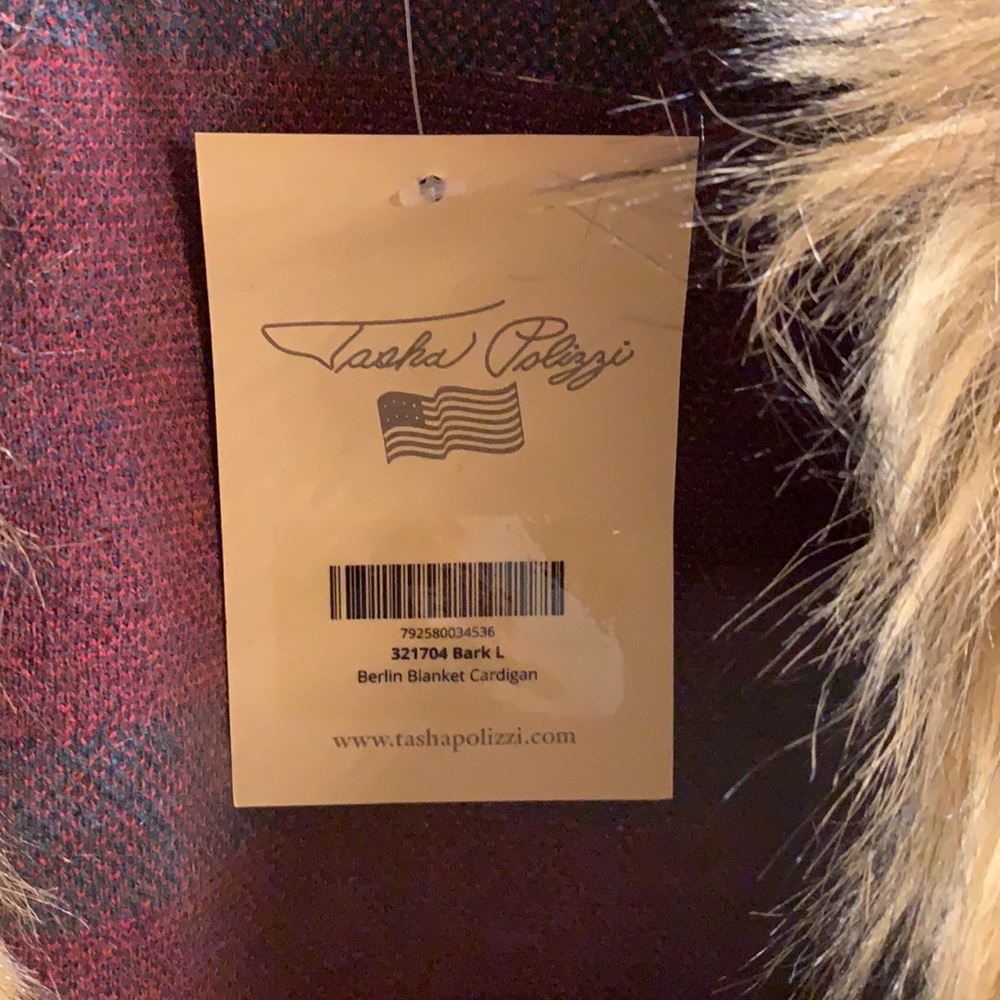 Tasha Polizzi
792580034536
321704 Bark L
Berlin Blanket Cardigan
www.tashapolizzi.com